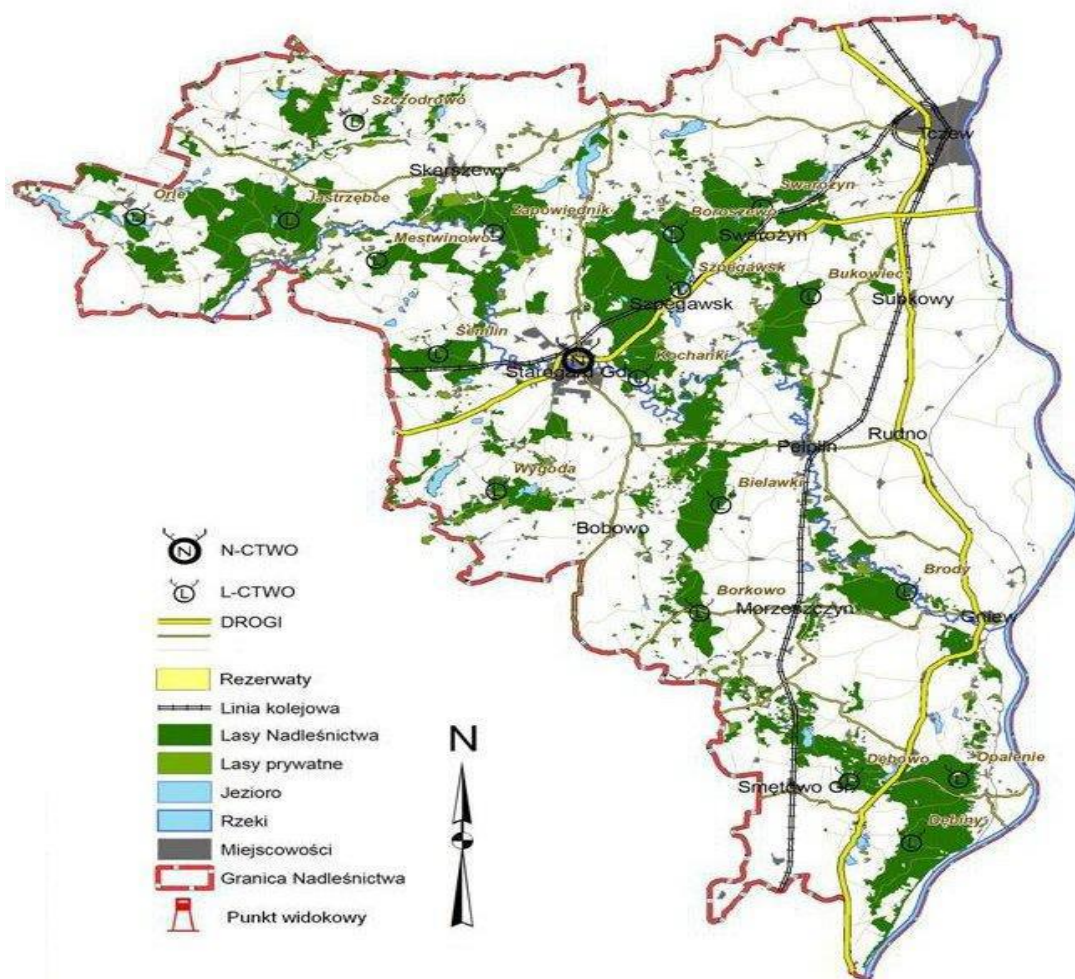 Szczodrowo
Tczew
Skarszewy
Swarożyn
Orle
Jastrzębce
Zapowiednik
Boroszewo
Mestwinowo
Swarożyn
Szpęgawsk
Bukowiec
Szpęgawsk
Subkowy
Semlin
Kochanki
Starogard Gd.
N
Rudno
Pelplin
Wygoda
Bielawki
Bobowo
Brody
Borkowo
Morzeszczyn
Gniew
Dębowo
Opalenie
Smętowo Gr.
Dębiny
N-CTWO
L-CTWO
DROGI
Rezerwaty
Linia kolejowa
Lasy Nadleśnictwa
Lasy prywatne
Jezioro
Rzeki
Miejscowości
Granica Nadleśnictwa
Punkt widokowy
N